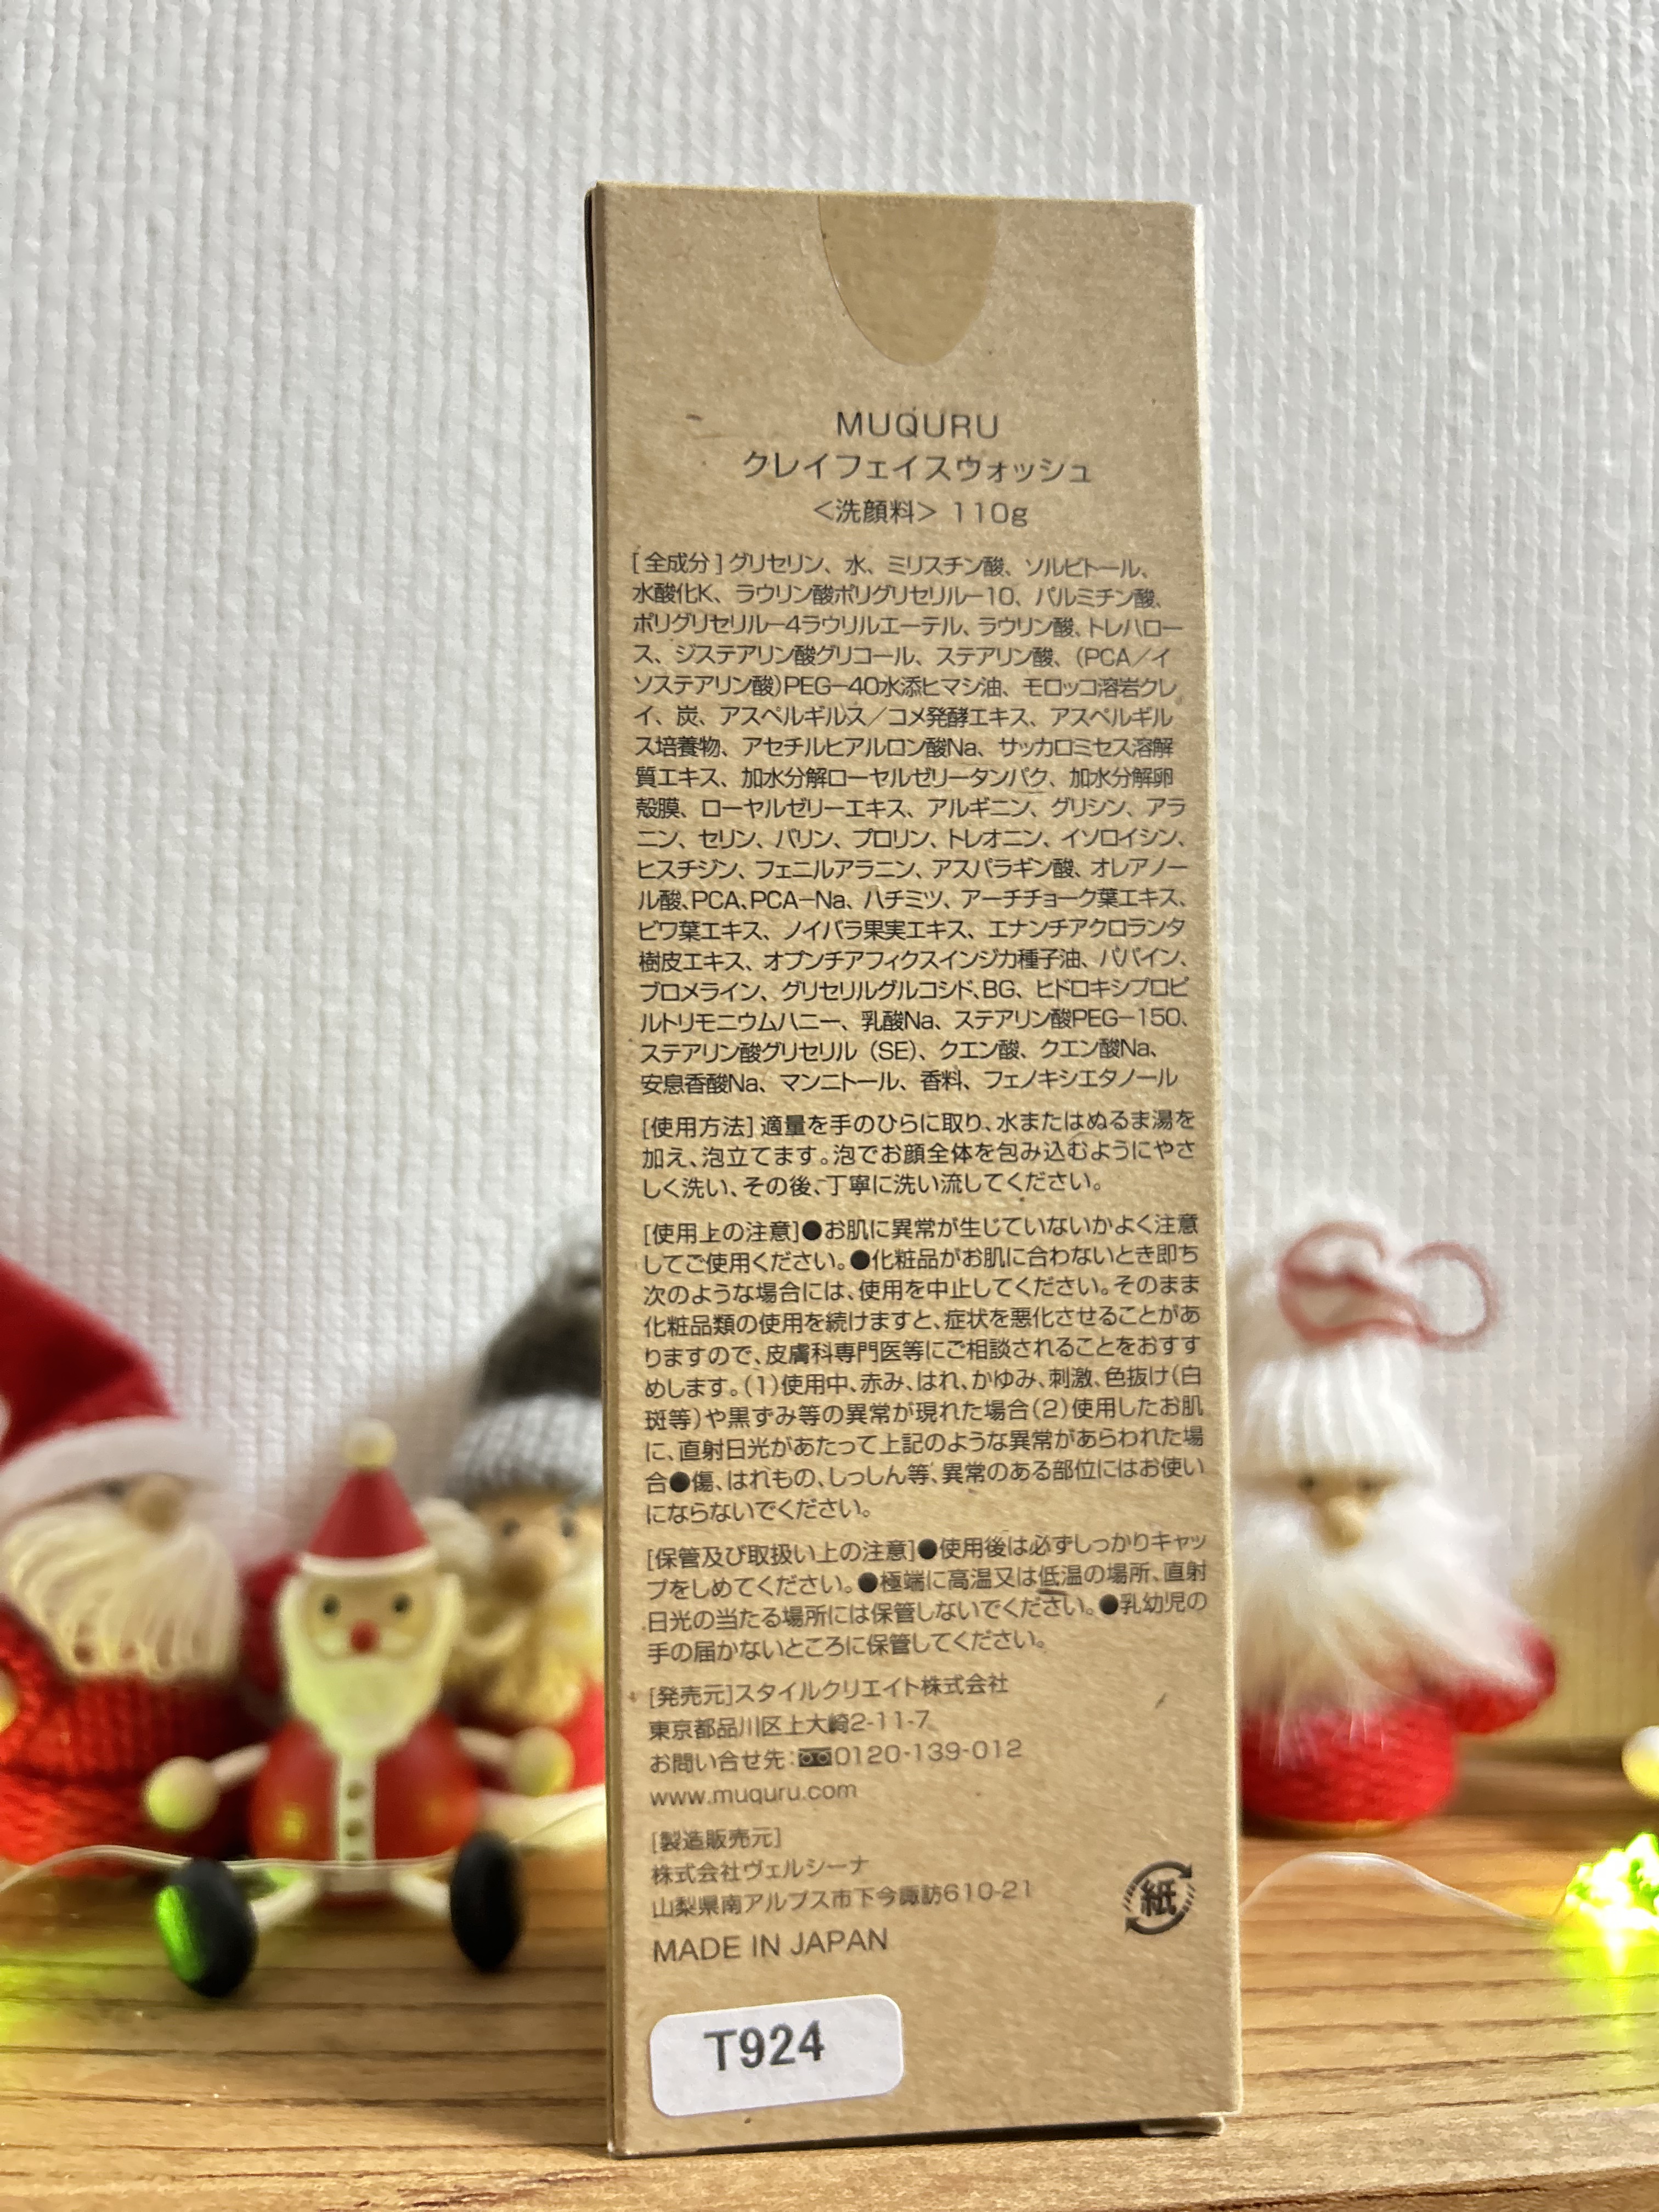 MUQURU
クレイフェイスウォッシュ
＜洗顔料＞ 110g
[ 全成分 ] グリセリン、水、ミリスチン酸、ソルビトール、
水酸化K、ラウリン酸ポリグリセリル－10、パルミチン酸、
ポリグリセリル－4ラウリルエーテル、ラウリン酸、トレハロー
ス、ジステアリン酸グリコール、ステアリン酸、（PCA／イ
ソステアリン酸）PEG－40水添ヒマシ油、モロッコ溶岩クレ
イ、炭、アスペルギルス／コメ発酵エキス、アスペルギル
ス培養物、アセチルヒアルロン酸Na、サッカロミセス溶解
質エキス、加水分解ローヤルゼリータンパク、加水分解卵
殻膜、ローヤルゼリーエキス、アルギニン、グリシン、アラ
ニン、セリン、バリン、プロリン、トレオニン、イソロイシン、
ヒスチジン、フェニルアラニン、アスパラギン酸、オレアノー
ル酸、PCA、PCA－Na、ハチミツ、アーチチョーク葉エキス、
ビワ葉エキス、ノイバラ果実エキス、エナンチアクロランタ
樹皮エキス、オプンチアフィクスインジカ種子油、パパイン、
ブロメライン、グリセリルグルコシド、BG、ヒドロキシプロピ
ルトリモニウムハニー、乳酸Na、ステアリン酸PEG－150、
ステアリン酸グリセリル（SE）、クエン酸、クエン酸Na、
安息香酸Na、マンニトール、香料、フェノキシエタノール
[使用方法] 適量を手のひらに取り、水またはぬるま湯を
加え、泡立てます。泡でお顔全体を包み込むようにやさ
しく洗い、その後、丁寧に洗い流してください。
[使用上の注意]●お肌に異常が生じていないかよく注意
してご使用ください。●化粧品がお肌に合わないとき即ち
次のような場合には、使用を中止してください。そのまま
化粧品類の使用を続けますと、症状を悪化させることがあ
りますので、皮膚科専門医等にご相談されることをおすす
めします。（1）使用中、赤み、はれ、かゆみ、刺激、色抜け（白
斑等）や黒ずみ等の異常が現れた場合（2）使用したお肌
に、直射日光があたって上記のような異常があらわれた場
合●傷、はれもの、しっしん等、異常のある部位にはお使い
にならないでください。
[保管及び取扱い上の注意]●使用後は必ずしっかりキャッ
プをしめてください。●極端に高温又は低温の場所、直射
日光の当たる場所には保管しないでください。●乳幼児の
手の届かないところに保管してください。
[発売元]スタイルクリエイト株式会社
東京都品川区上大崎2-11-7
お問い合せ先：0120-139-012
www.muquru.com
[製造販売元]
株式会社ヴェルシーナ
山梨県南アルプス市下今諏訪610-21
紙
MADE IN JAPAN
T924